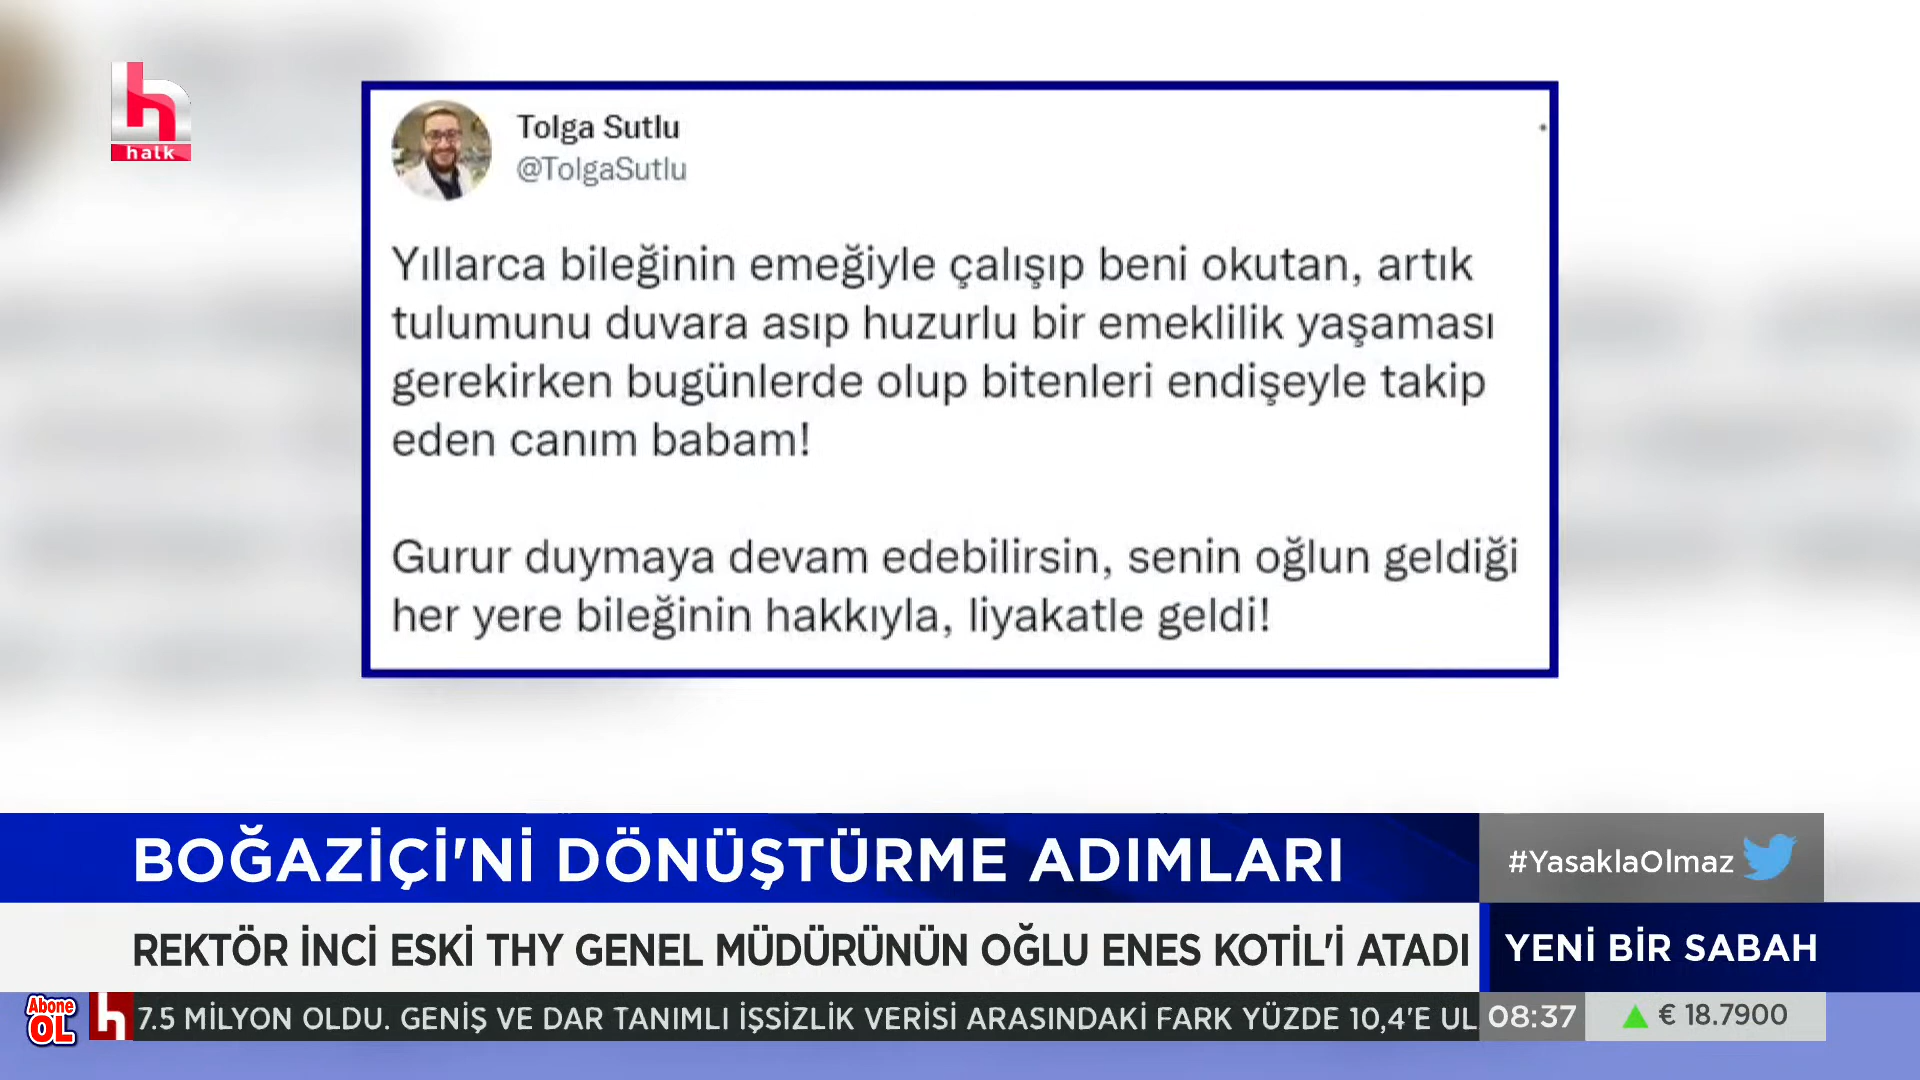 h
halk
Tolga Sutlu
@TolgaSutlu
Yıllarca bileğinin emeğiyle çalışıp beni okutan, artık
tulumunu duvara asıp huzurlu bir emeklilik yaşaması
gerekirken bugünlerde olup bitenleri endişeyle takip
eden canım babam!
Gurur duymaya devam edebilirsin, senin oğlun geldiği
her yere bileğinin hakkıyla, liyakatle geldi!
BOĞAZİÇİ'Nİ DÖNÜŞTÜRME ADIMLARI
#YasaklaOlmaz
REKTÖR İNCİ ESKİ THY GENEL MÜDÜRÜNÜN OĞLU ENES KOTİL'İ ATADI
YENİ BİR SABAH
Abone
OL
h
7.5 MİLYON OLDU. GENİŞ VE DAR TANIMLI İŞSİZLİK VERİSİ ARASINDAKİ FARK YÜZDE 10,4'E UL
08:37
€ 18.7900